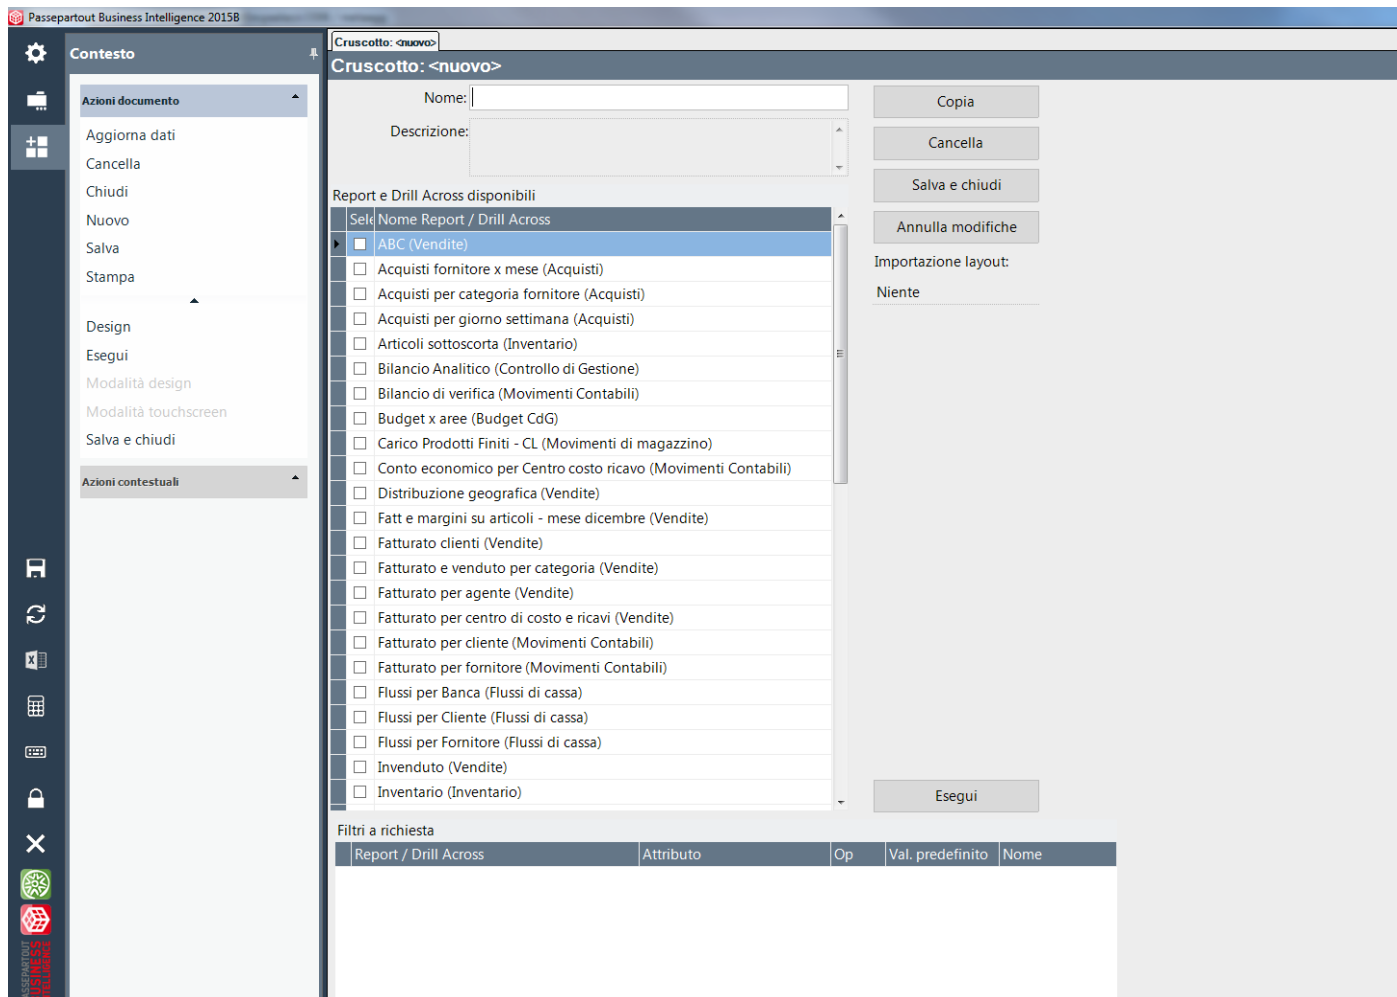 Passepartout Business Intelligence 2015B
Contesto
Azioni documento
Aggiorna dati
Cancella
Chiudi
Nuovo
Salva
Stampa
Design
Esegui
Modalità design
Modalità touchscreen
Salva e chiudi
Azioni contestuali
PASSEPARTOUT
BUSINESS
INTELLIGENCE
Cruscotto: <nuovo>
Cruscotto: <nuovo>
Nome:
Descrizione:
Copia
Cancella
Salva e chiudi
Annulla modifiche
Importazione layout:
Niente
Report e Drill Across disponibili
Sele Nome Report / Drill Across
ABC (Vendite)
Acquisti fornitore x mese (Acquisti)
Acquisti per categoria fornitore (Acquisti)
Acquisti per giorno settimana (Acquisti)
Articoli sottoscorta (Inventario)
Bilancio Analitico (Controllo di Gestione)
Bilancio di verifica (Movimenti Contabili)
Budget x aree (Budget CdG)
Carico Prodotti Finiti - CL (Movimenti di magazzino)
Conto economico per Centro costo ricavo (Movimenti Contabili)
Distribuzione geografica (Vendite)
Fatt e margini su articoli - mese dicembre (Vendite)
Fatturato clienti (Vendite)
Fatturato e venduto per categoria (Vendite)
Fatturato per agente (Vendite)
Fatturato per centro di costo e ricavi (Vendite)
Fatturato per cliente (Movimenti Contabili)
Fatturato per fornitore (Movimenti Contabili)
Flussi per Banca (Flussi di cassa)
Flussi per Cliente (Flussi di cassa)
Flussi per Fornitore (Flussi di cassa)
Invenduto (Vendite)
Inventario (Inventario)
Esegui
Filtri a richiesta
Report / Drill Across Attributo Op Val. predefinito Nome